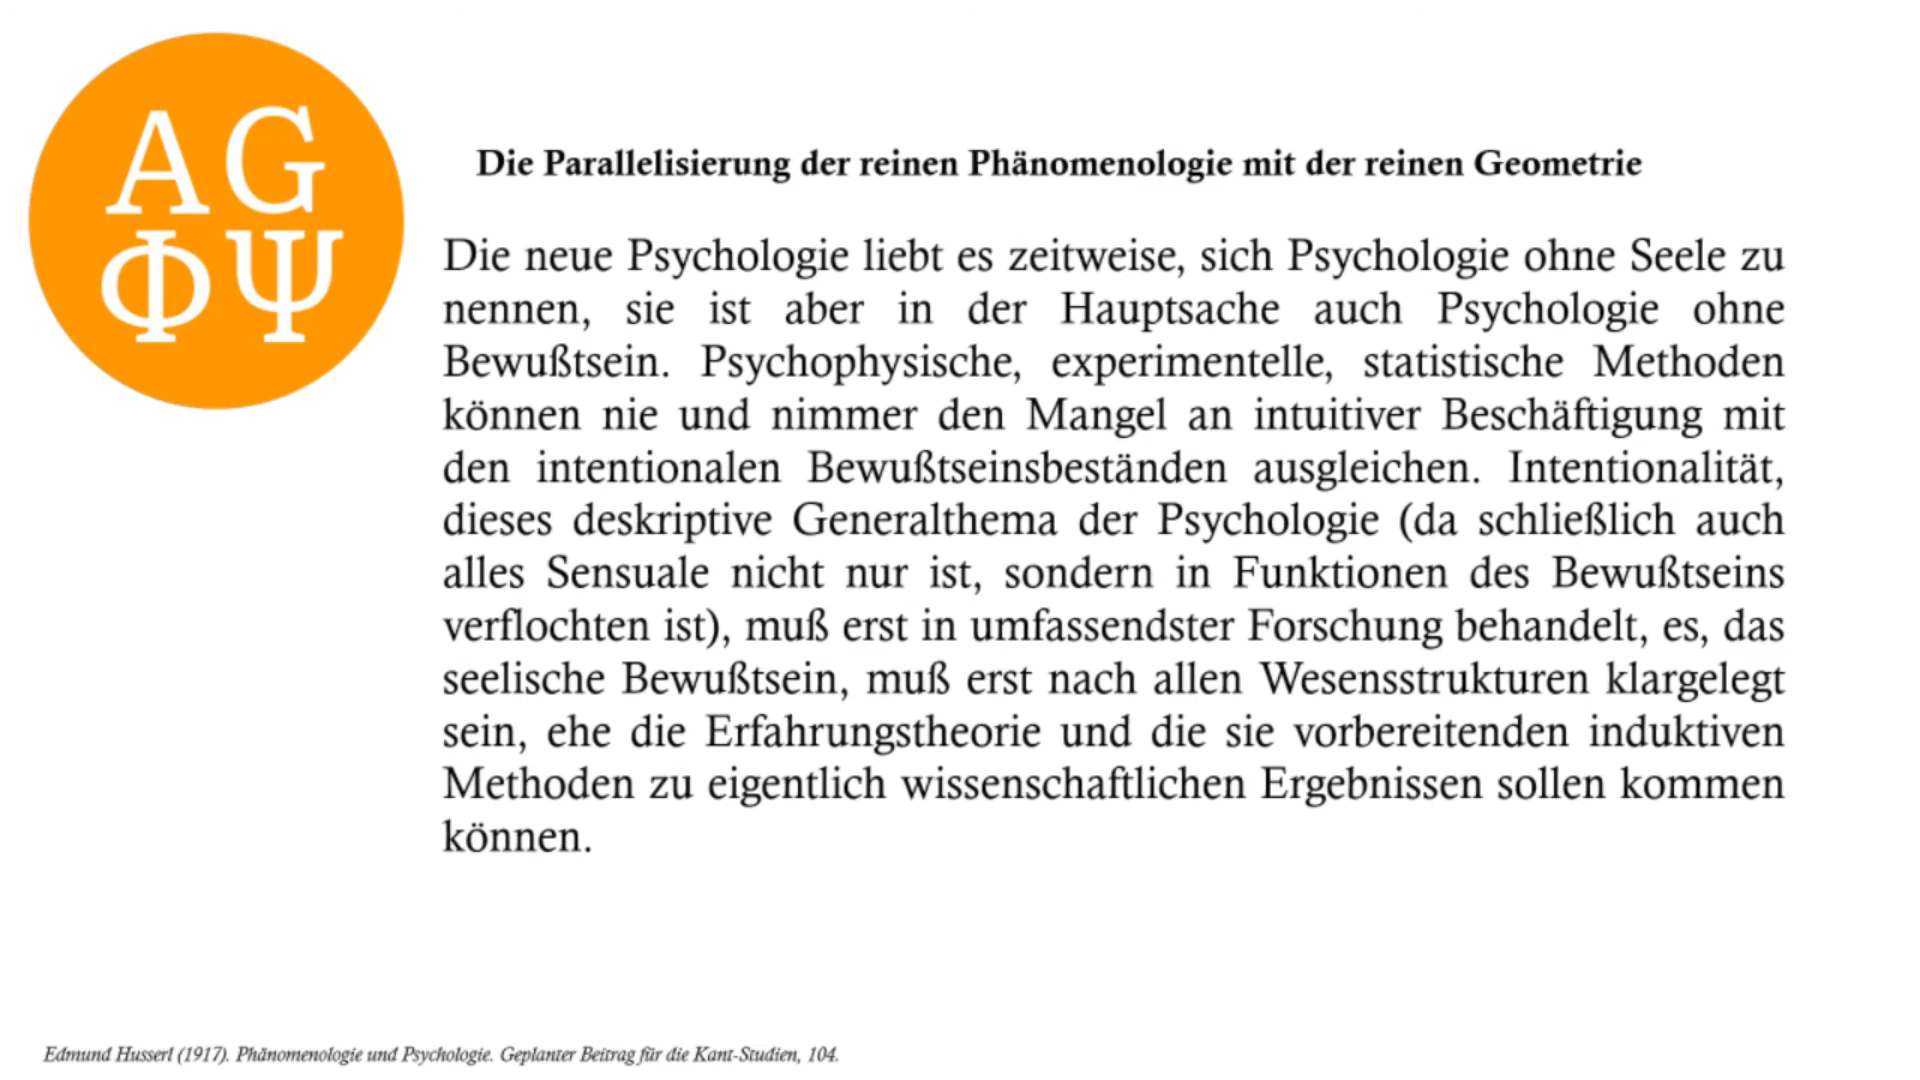 AG
ΦΨ
Die Parallelisierung der reinen Phänomenologie mit der reinen Geometrie
Die neue Psychologie liebt es zeitweise, sich Psychologie ohne Seele zu
nennen, sie ist aber in der Hauptsache auch Psychologie ohne
Bewußtsein. Psychophysische, experimentelle, statistische Methoden
können nie und nimmer den Mangel an intuitiver Beschäftigung mit
den intentionalen Bewußtseinsbeständen ausgleichen. Intentionalität,
dieses deskriptive Generalthema der Psychologie (da schließlich auch
alles Sensuale nicht nur ist, sondern in Funktionen des Bewußtseins
verflochten ist), muß erst in umfassendster Forschung behandelt, es, das
seelische Bewußtsein, muß erst nach allen Wesensstrukturen klargelegt
sein, ehe die Erfahrungstheorie und die sie vorbereitenden induktiven
Methoden zu eigentlich wissenschaftlichen Ergebnissen sollen kommen
können.
Edmund Husserl (1917). Phänomenologie und Psychologie. Geplanter Beitrag für die Kant-Studien, 104.